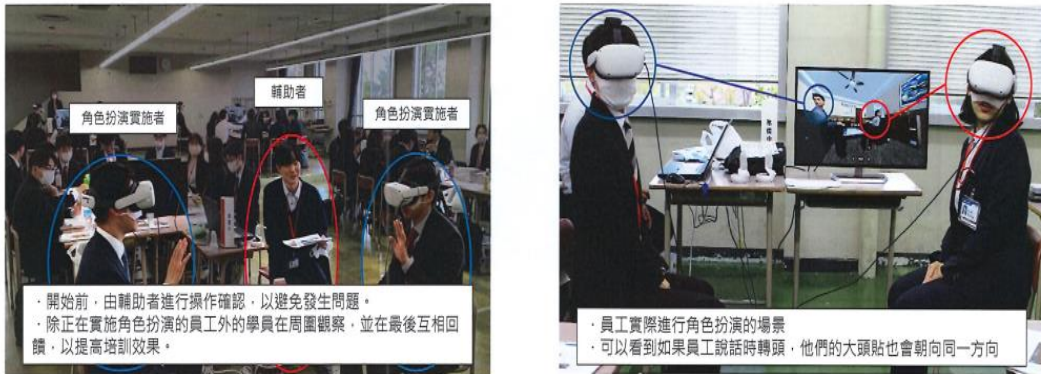 輔助者
角色扮演實施者
角色扮演實施者
．開始前，由輔助者進行操作確認，以避免發生問題。
．除正在實施角色扮演的員工外的學員在周圍觀察，並在最後互相回
饋，以提高培訓效果。
．員工實際進行角色扮演的場景
．可以看到如果員工說話時轉頭，他們的大頭貼也會朝向同一方向